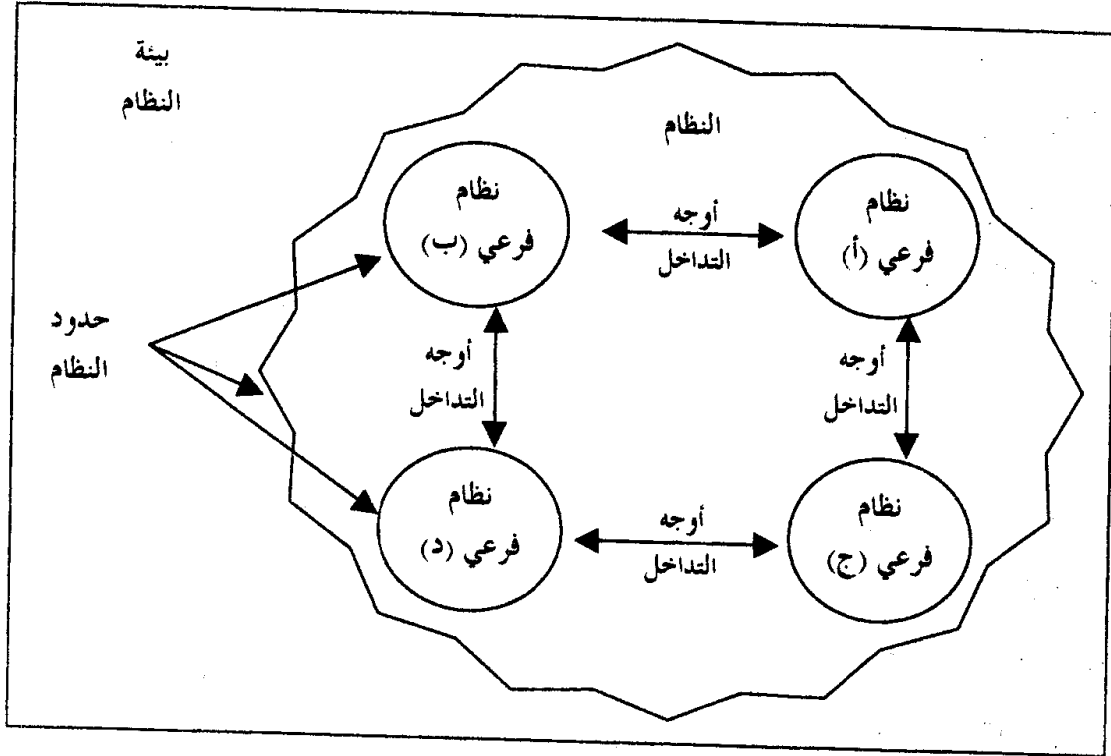 بيئة
النظام
النظام
نظام
فرعي (أ)
أوجه
التداخل
نظام
فرعي (ب)
حدود
النظام
أوجه
التداخل
أوجه
التداخل
نظام
فرعي (ج)
أوجه
التداخل
نظام
فرعي (د)